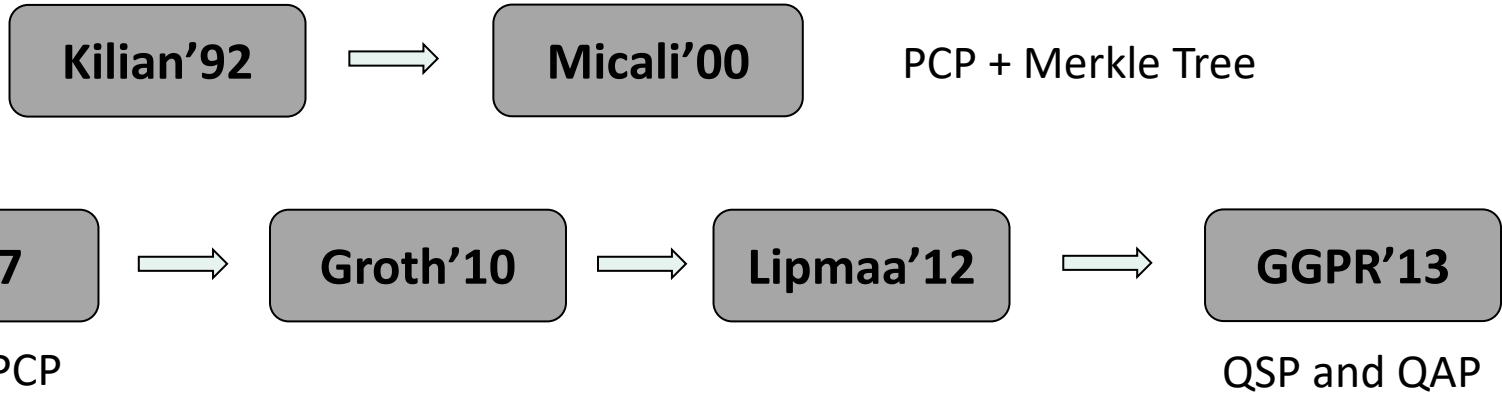 Kilian’92 Micali’00 PCP + Merkle Tree
7 Groth’10 Lipmaa’12 GGPR’13
PCP QSP and QAP